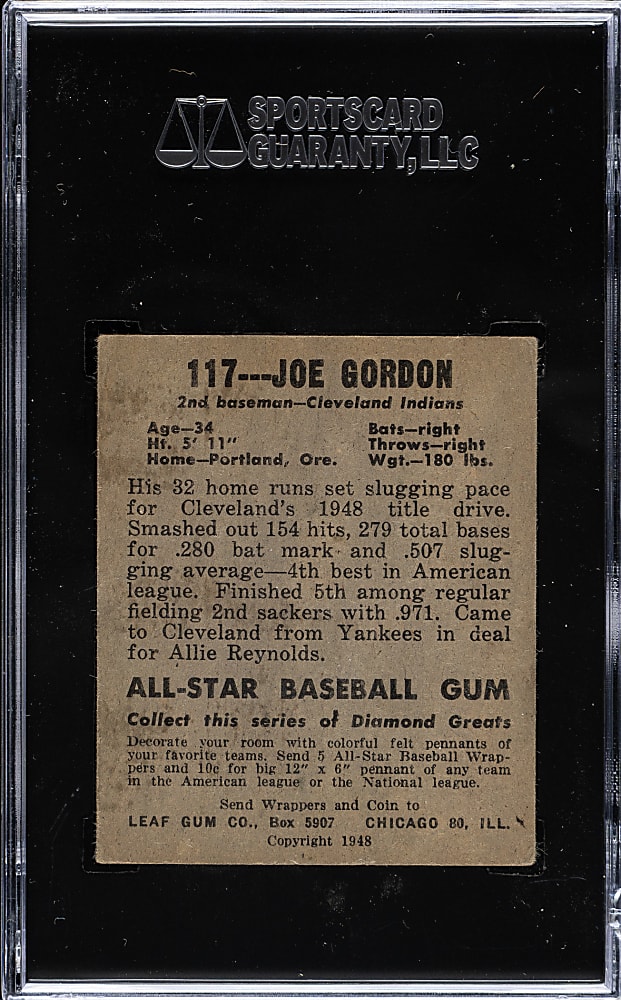 SPORTSCARD
GUARANTY, LLC
117---JOE GORDON
2nd baseman—Cleveland Indians
Age—34 Bats—right
Ht. 5' 11" Throws—right
Home—Portland, Ore. Wgt.—180 lbs.
His 32 home runs set slugging pace
for Cleveland's 1948 title drive.
Smashed out 154 hits, 279 total bases
for .280 bat mark and .507 slug-
ging average—4th best in American
league. Finished 5th among regular
fielding 2nd sackers with .971. Came
to Cleveland from Yankees in deal
for Allie Reynolds.
ALL-STAR BASEBALL GUM
Collect this series of Diamond Greats
Decorate your room with colorful felt pennants of
your favorite teams. Send 5 All-Star Baseball Wrap-
pers and 10c for big 12" x 6" pennant of any team
in the American league or the National league.
Send Wrappers and Coin to
LEAF GUM CO., Box 5907 CHICAGO 80, ILL.
Copyright 1948